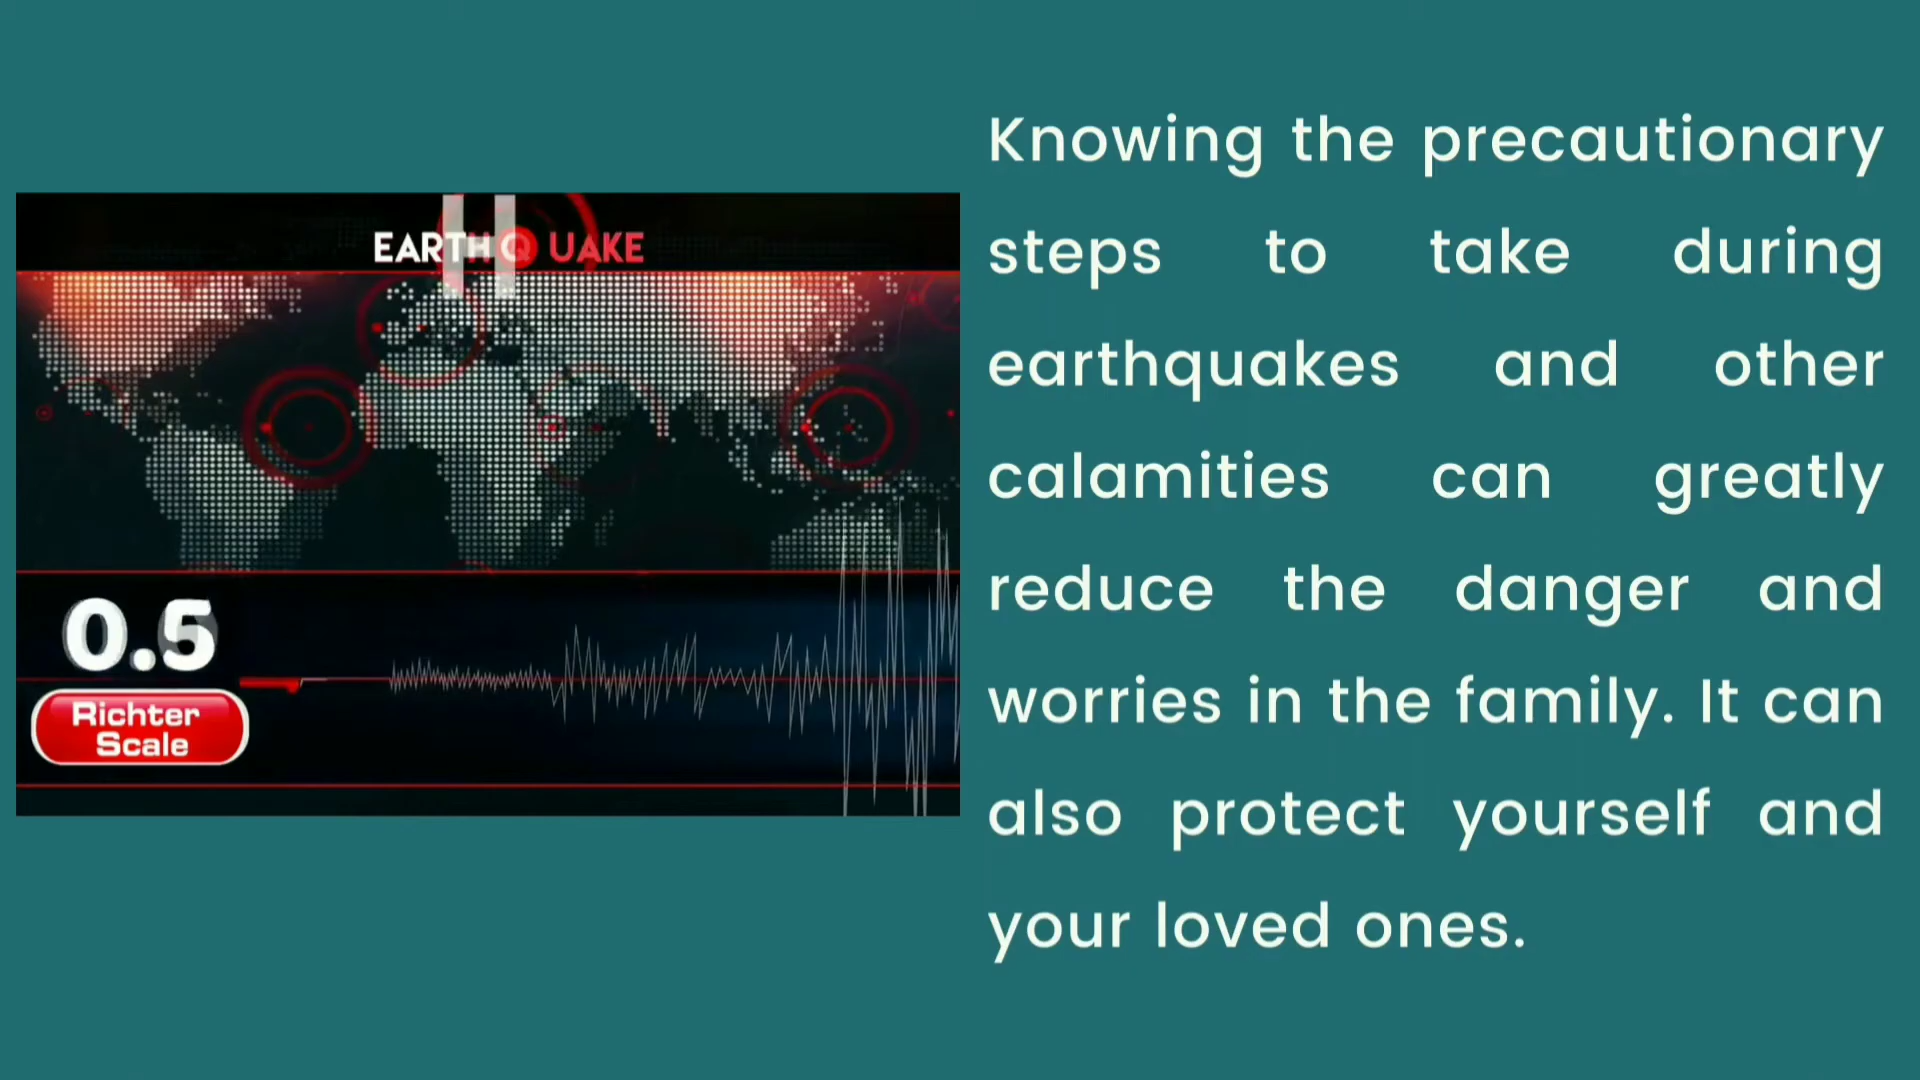 EARTHQUAKE
0.5
Richter
Scale
Knowing the precautionary
steps to take during
earthquakes and other
calamities can greatly
reduce the danger and
worries in the family. It can
also protect yourself and
your loved ones.